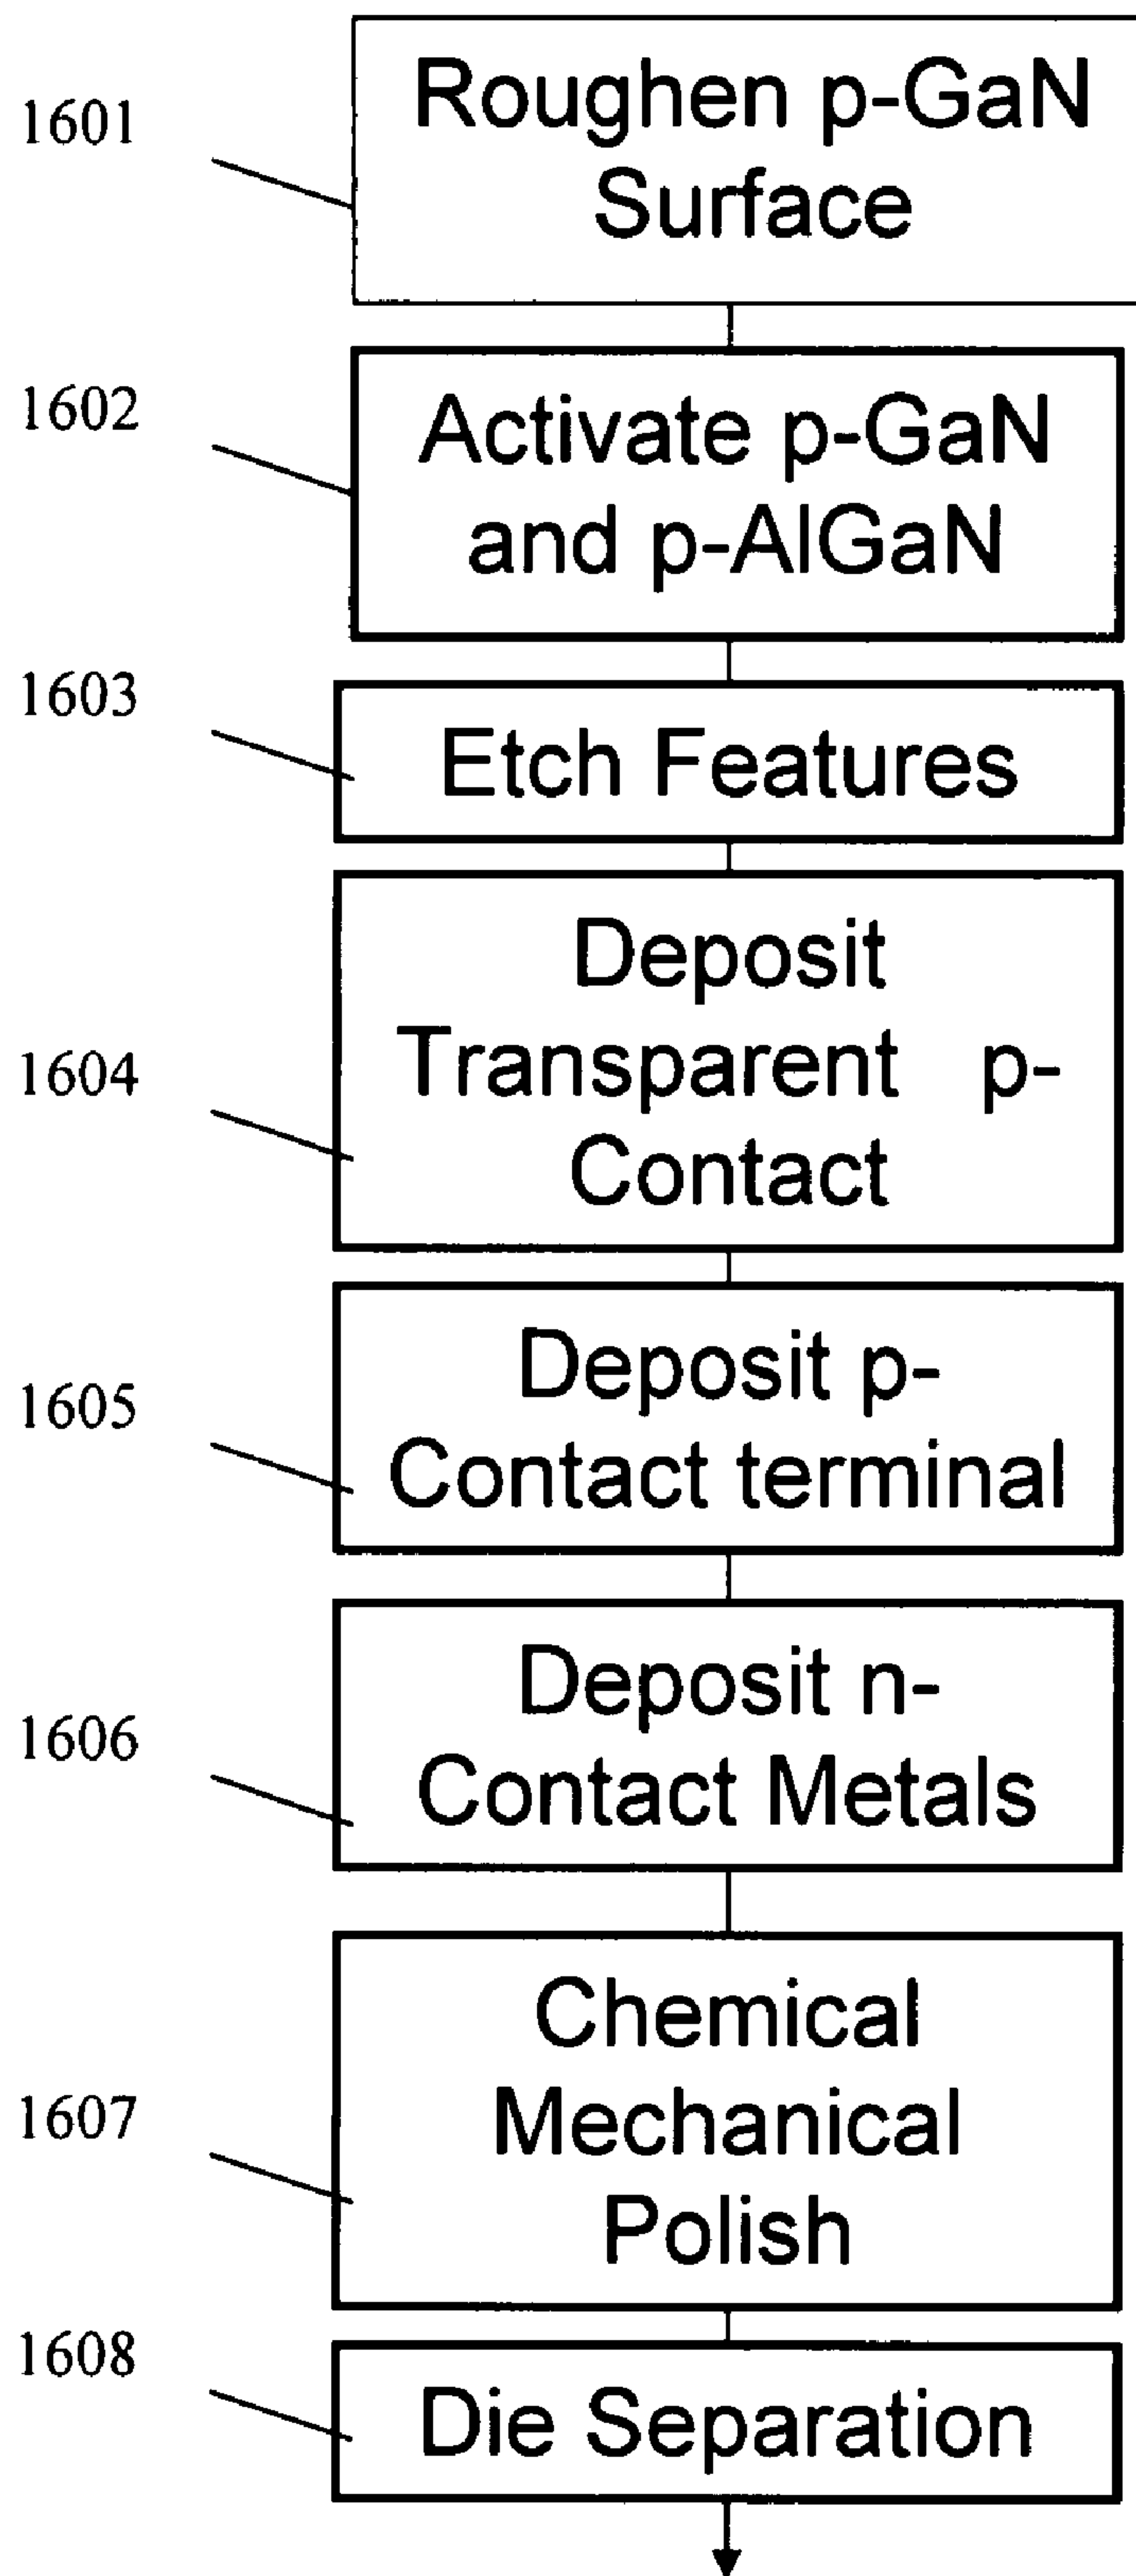 1601
Roughen p-GaN
Surface
1602
Activate p-GaN
and p-AlGaN
1603
Etch Features
1604
Deposit
Transparent p-
Contact
1605
Deposit p-
Contact terminal
1606
Deposit n-
Contact Metals
1607
Chemical
Mechanical
Polish
1608
Die Separation